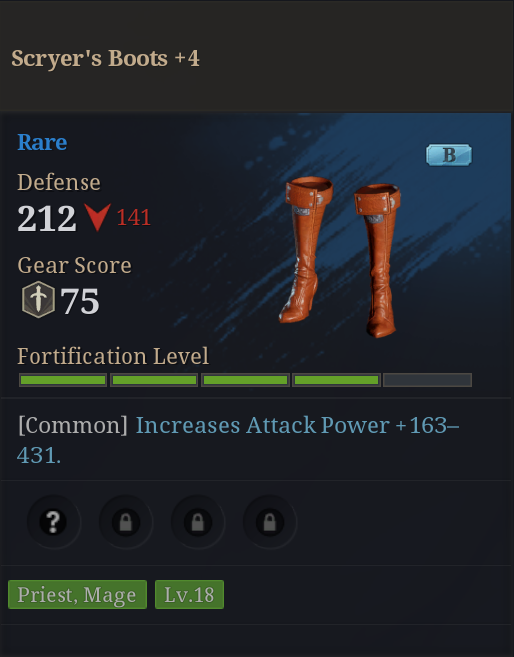 Scryer's Boots +4
Rare
B
Defense
212 141
Gear Score
75
Fortification Level
[Common] Increases Attack Power +163–
431.
?
Priest, Mage Lv.18